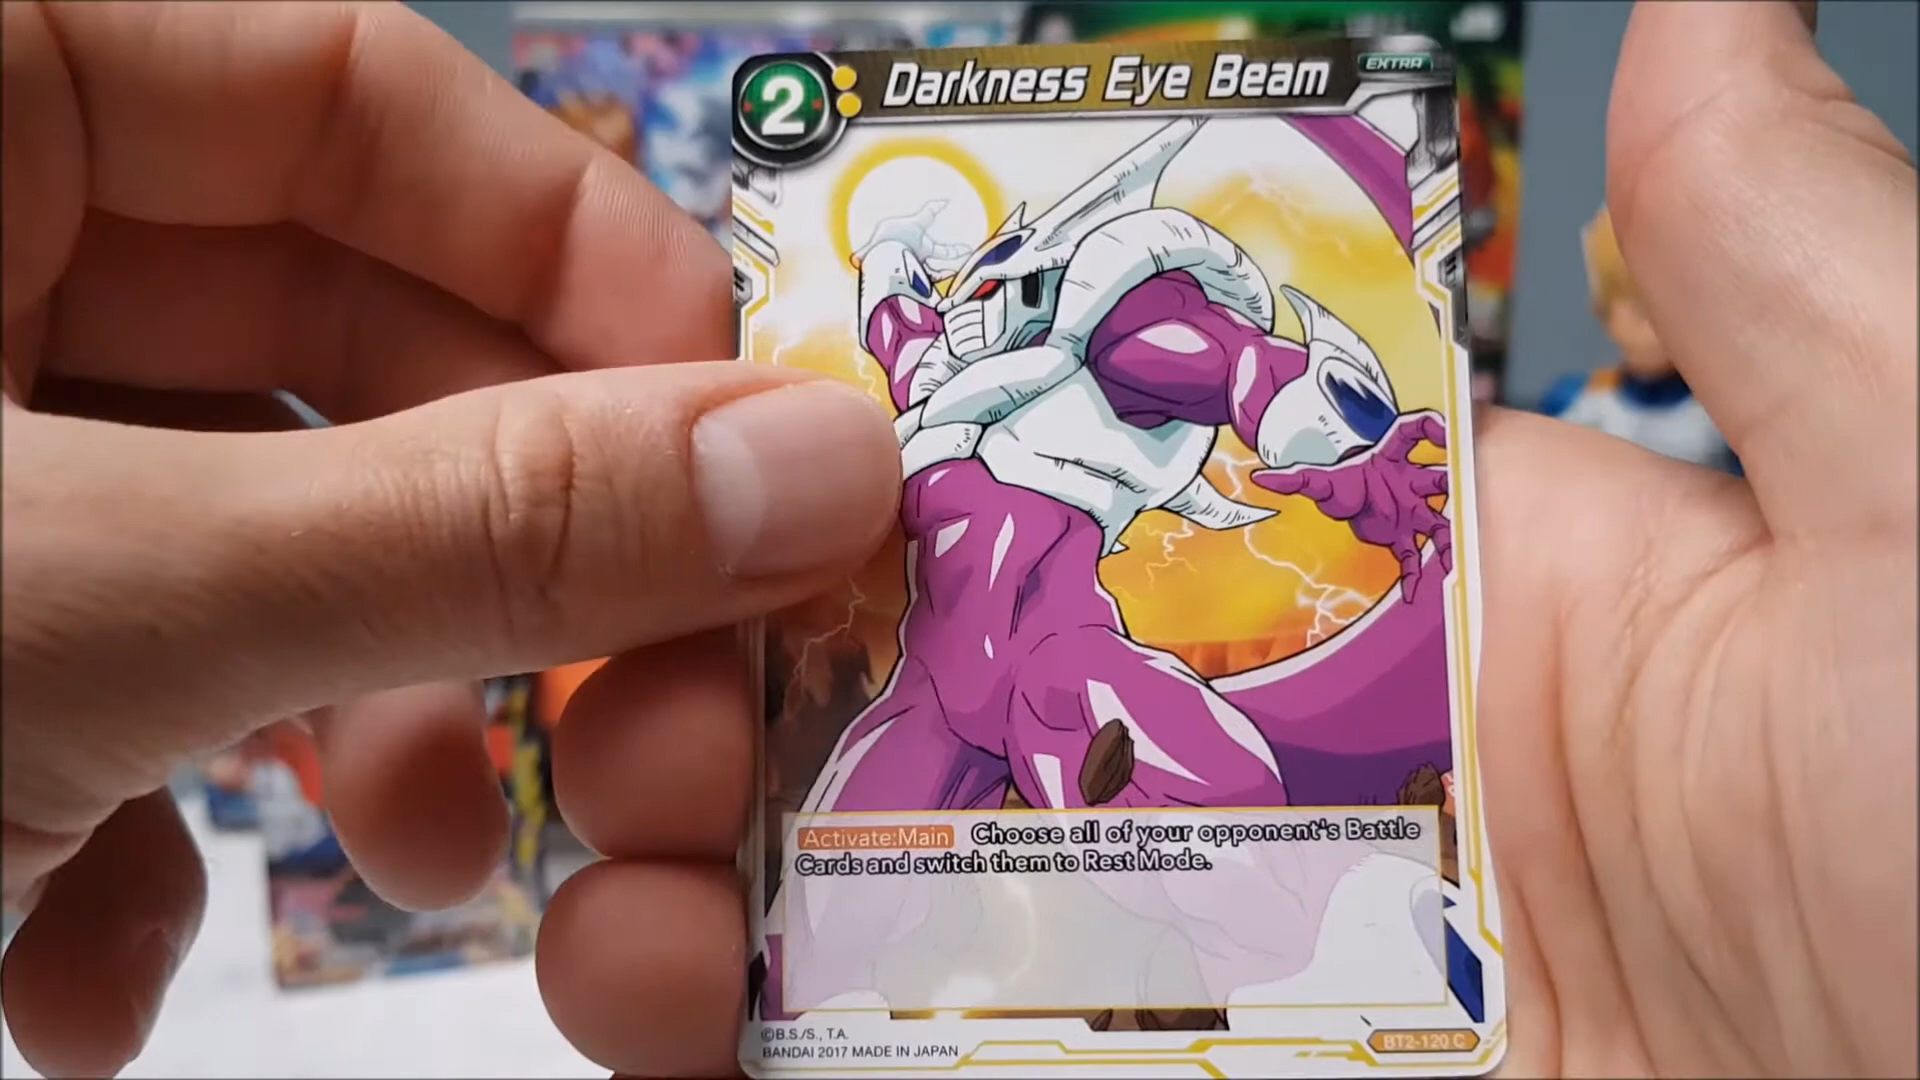 2
Darkness Eye Beam
EXTRA
Activate:Main Choose all of your opponent's Battle
Cards and switch them to Rest Mode.
©B.S./S., T.A.
BANDAI 2017 MADE IN JAPAN
BT2-120 C